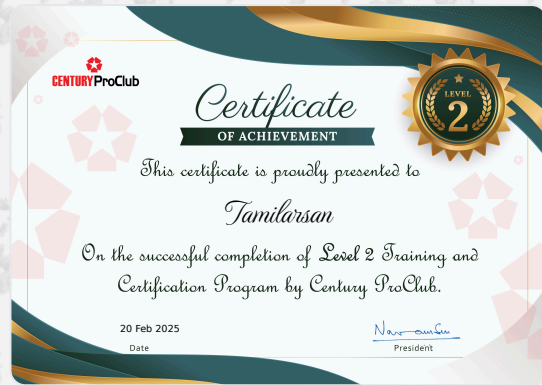 CENTURY ProClub
LEVEL
2
Certificate
OF ACHIEVEMENT
This certificate is proudly presented to
Tamilarsan
On the successful completion of Level 2 Training and
Certification Program by Century ProClub.
20 Feb 2025
Date
President